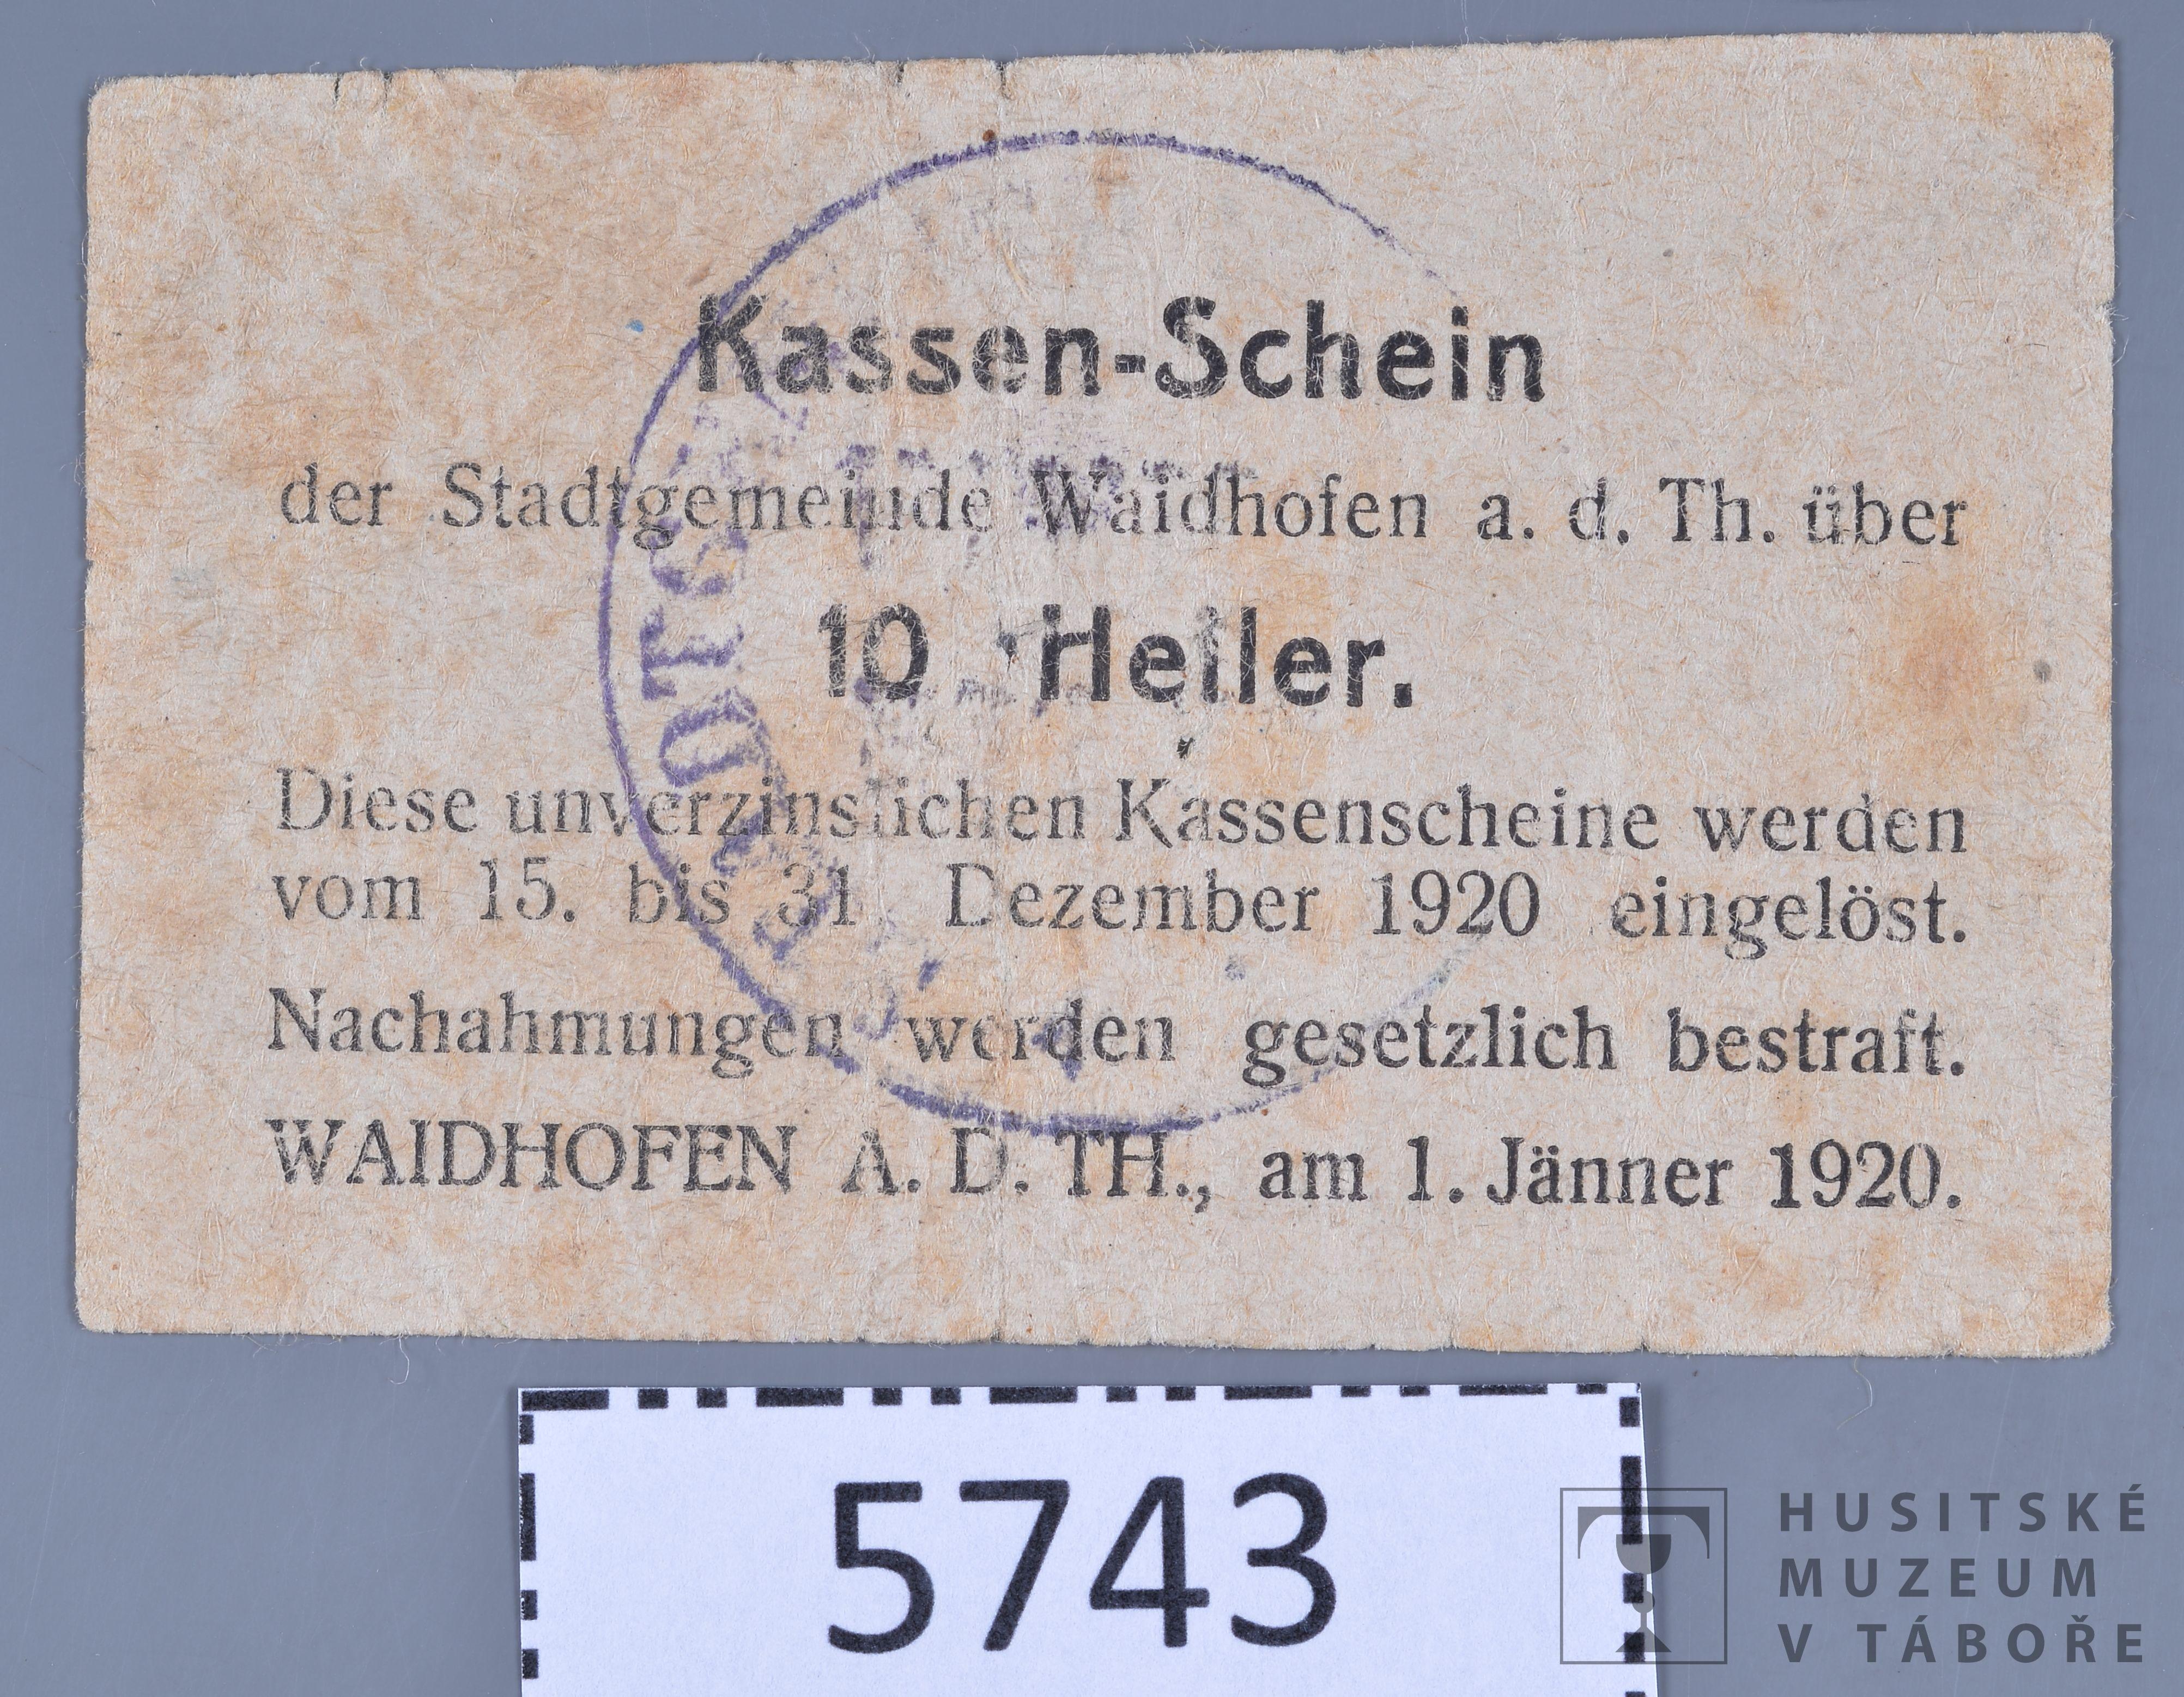 Kassen-Schein
der Stadtgemeinde Waidhofen a. d. Th. über
10 Heller.
Diese unverzinslichen Kassenscheine werden
vom 15. bis 31. Dezember 1920 eingelöst.
Nachahmungen werden gesetzlich bestraft.
WAIDHOFEN A. D. TH., am 1. Jänner 1920.
5743
HUSITSKÉ
MUZEUM
V TÁBOŘE